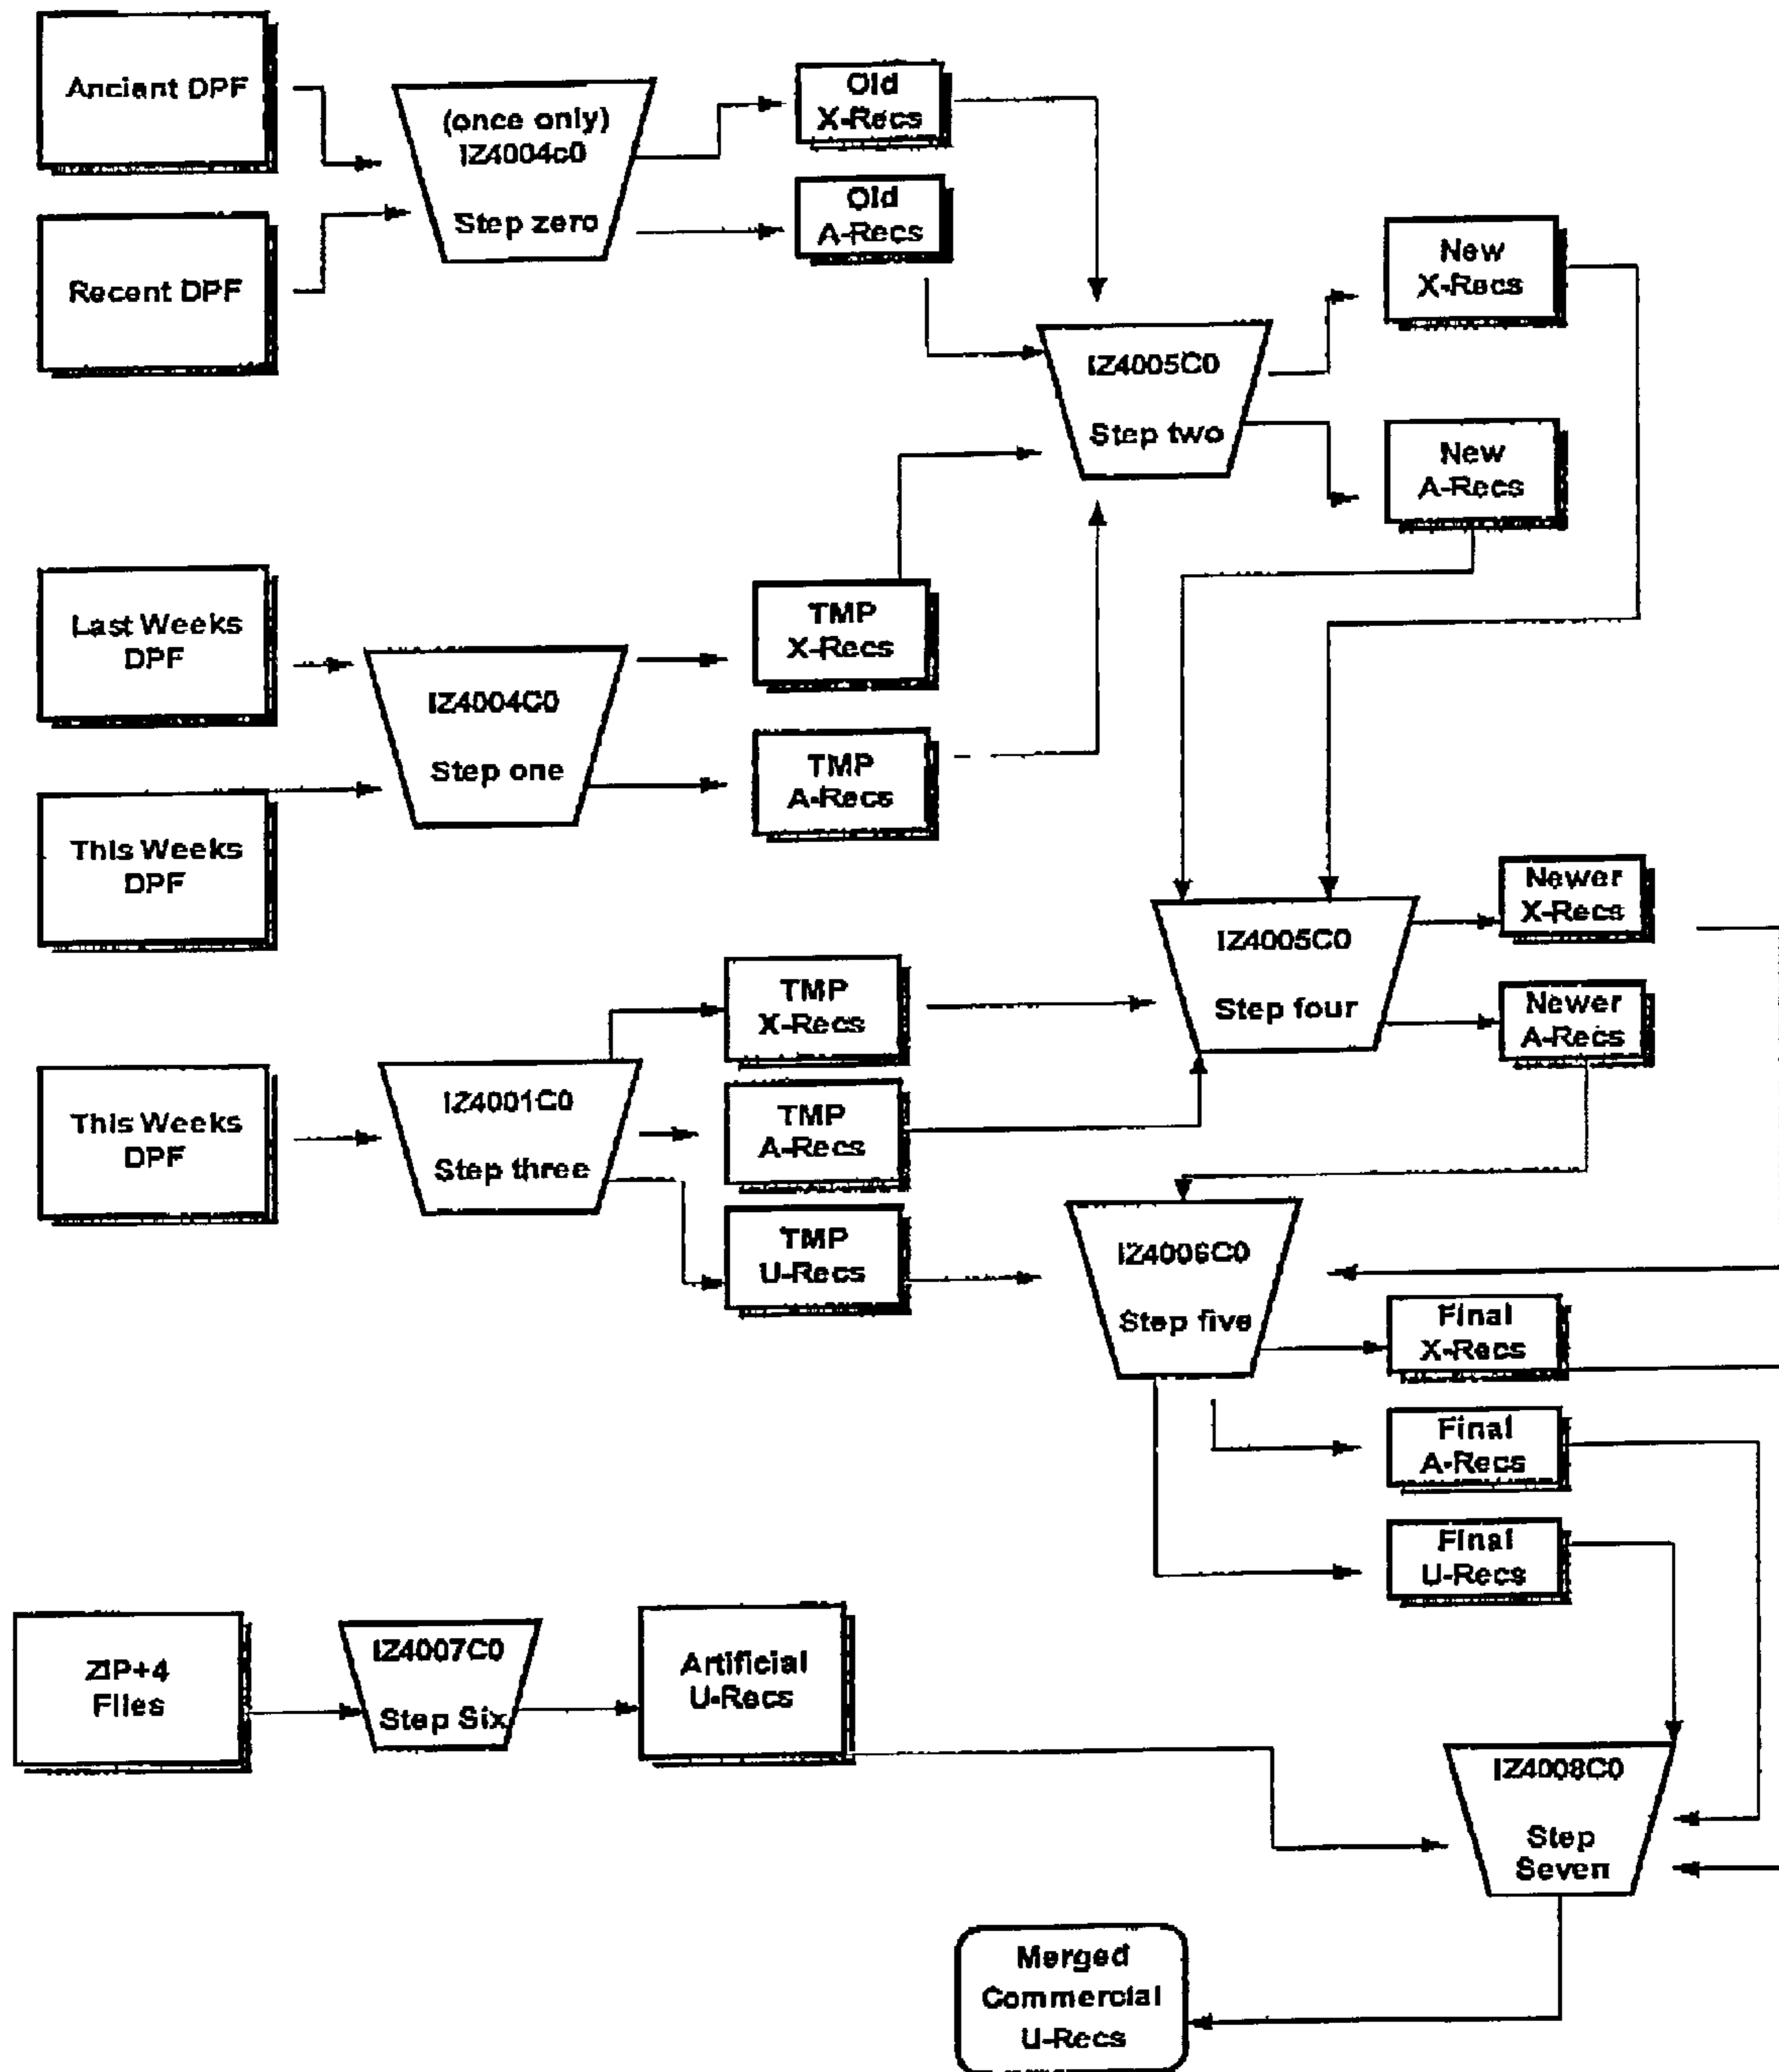 Ancient DPF
(once only)
IZ4004c0
Step zero
Old
X-Recs
Old
A-Recs
Recent DPF
New
X-Recs
IZ4005C0
Step two
New
A-Recs
Last Weeks
DPF
IZ4004C0
Step one
TMP
X-Recs
TMP
A-Recs
This Weeks
DPF
Newer
X-Recs
IZ4005C0
Step four
Newer
A-Recs
TMP
X-Recs
This Weeks
DPF
IZ4001C0
Step three
TMP
A-Recs
TMP
U-Recs
IZ4006C0
Step five
Final
X-Recs
Final
A-Recs
Final
U-Recs
ZIP+4
Files
IZ4007C0
Step Six
Artificial
U-Recs
IZ4008C0
Step
Seven
Merged
Commercial
U-Recs